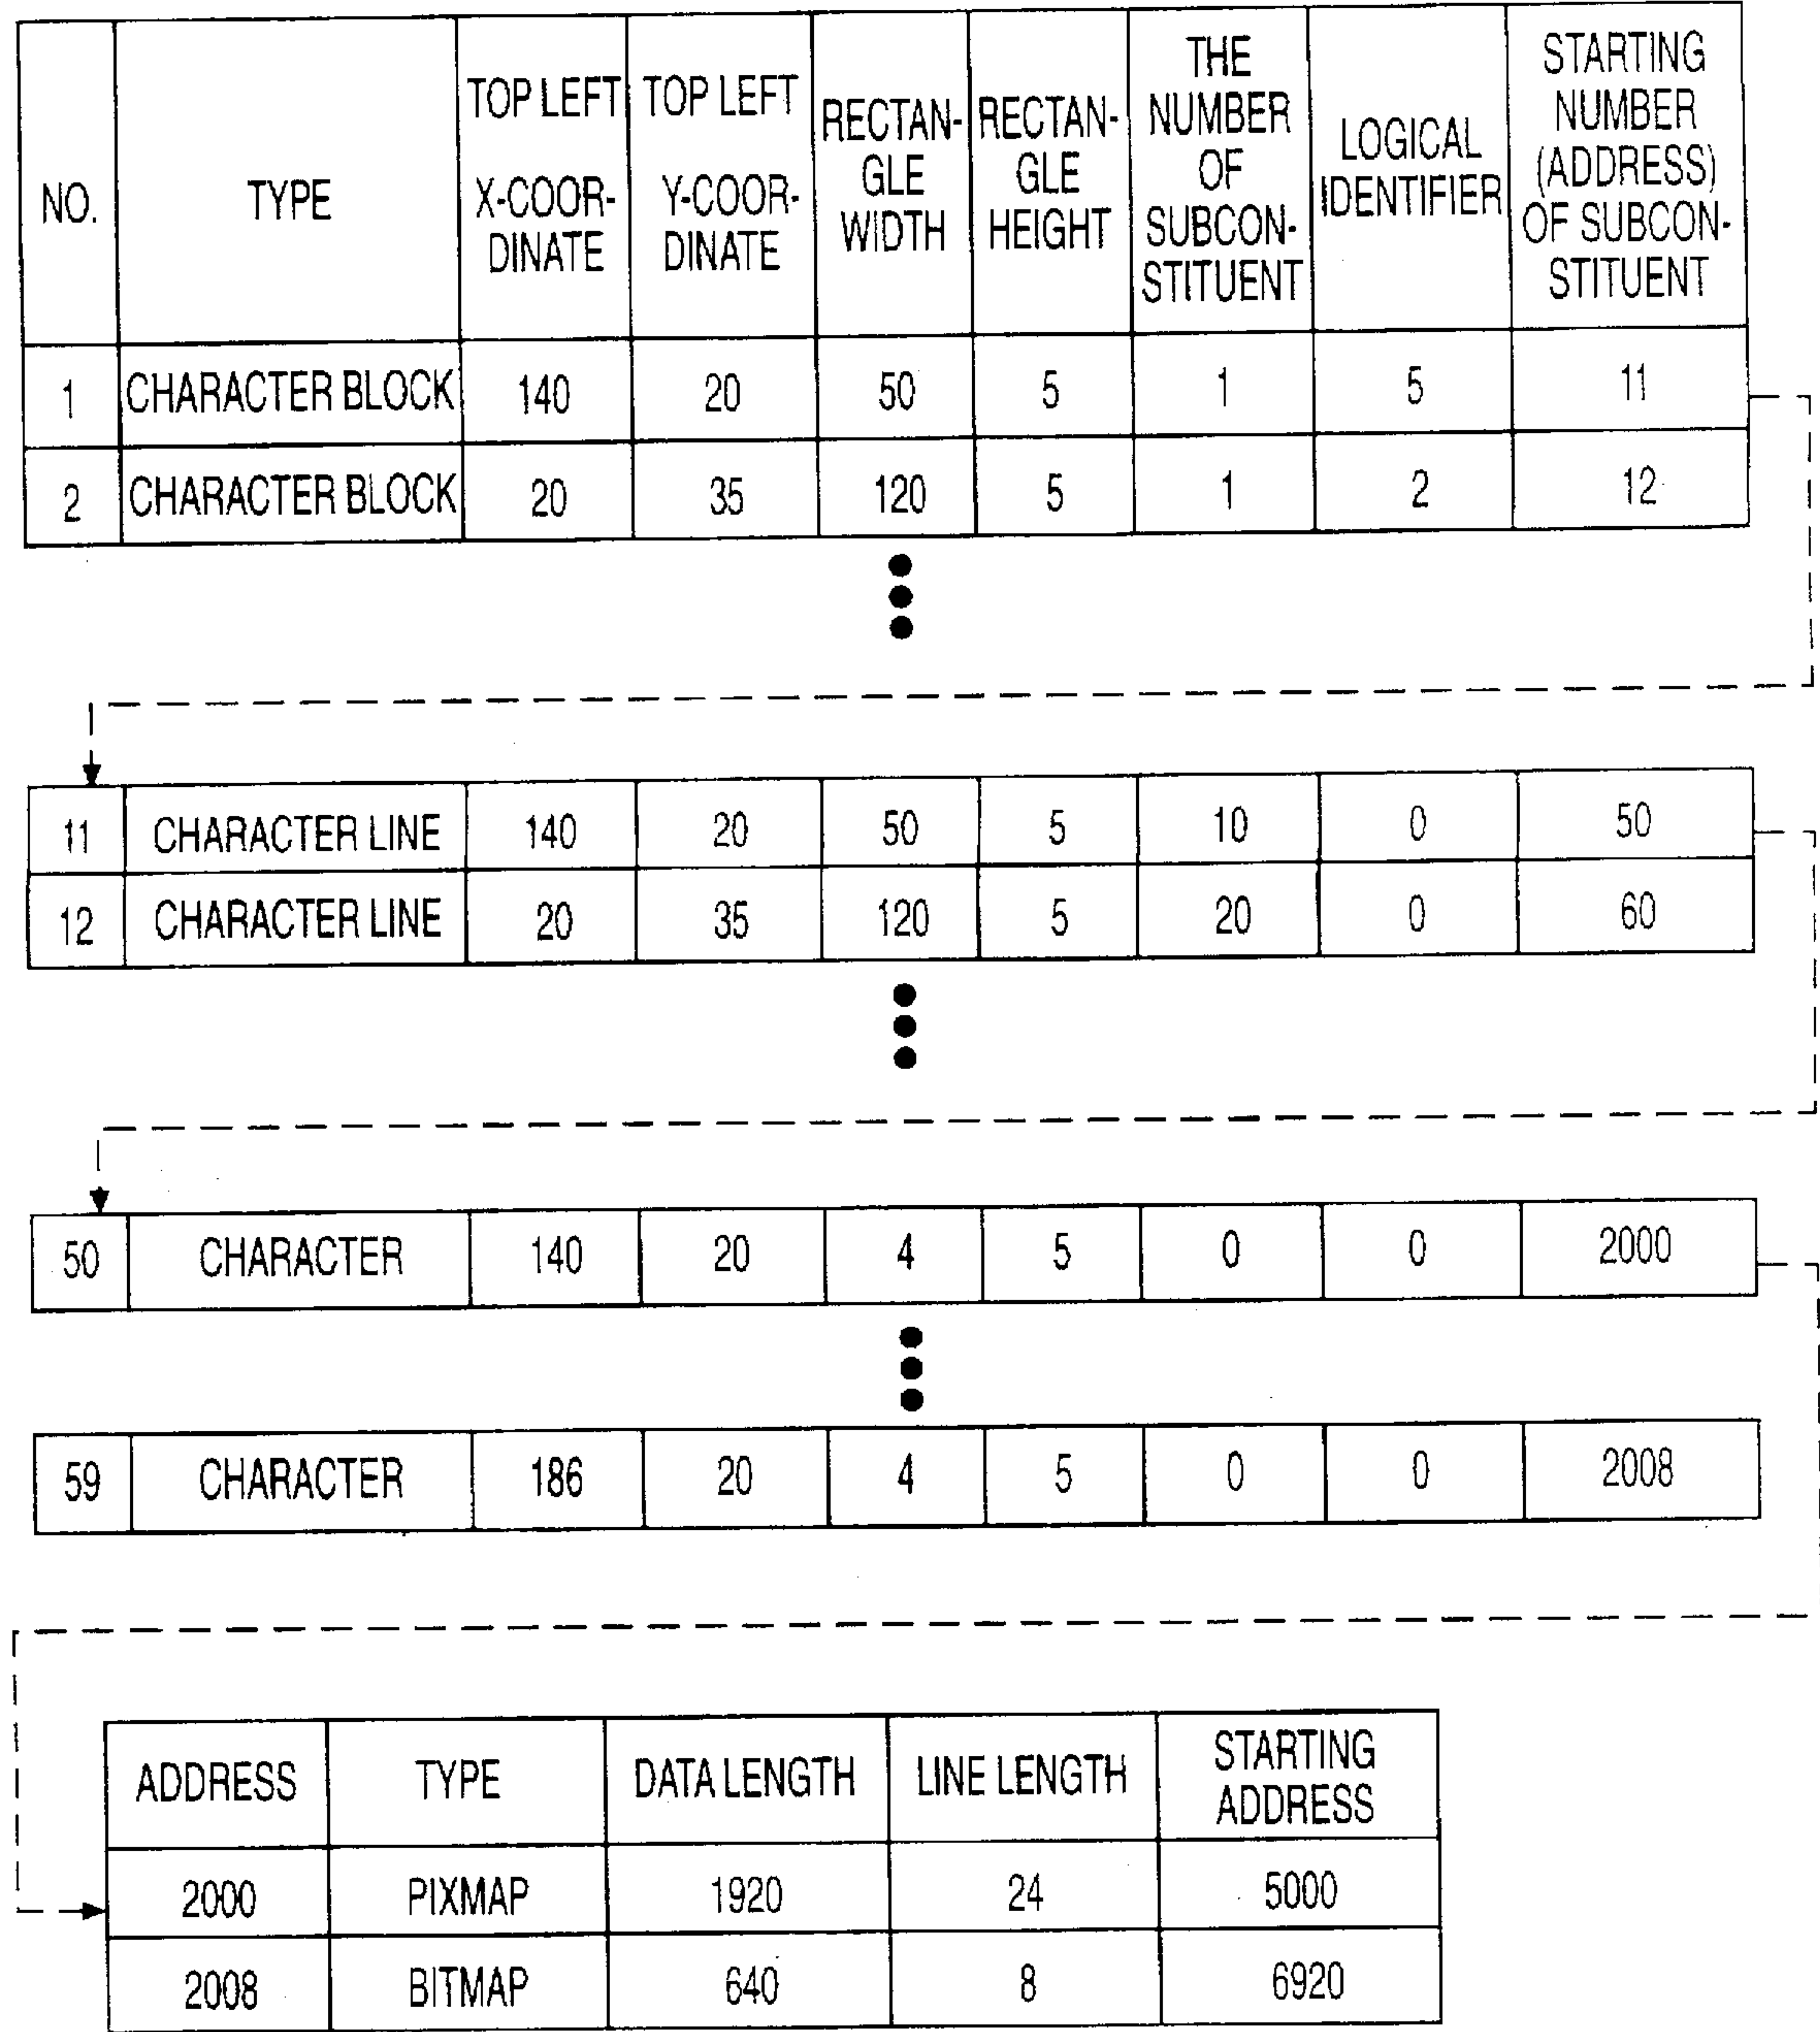 NO. TYPE TOP LEFT X-COOR-DINATE TOP LEFT Y-COOR-DINATE RECTAN-GLE WIDTH RECTAN-GLE HEIGHT THE NUMBER OF SUBCON-STITUENT LOGICAL IDENTIFIER STARTING NUMBER (ADDRESS) OF SUBCON-STITUENT
1 CHARACTER BLOCK 140 20 50 5 1 5 11
2 CHARACTER BLOCK 20 35 120 5 1 2 12
11 CHARACTER LINE 140 20 50 5 10 0 50
12 CHARACTER LINE 20 35 120 5 20 0 60
50 CHARACTER 140 20 4 5 0 0 2000
59 CHARACTER 186 20 4 5 0 0 2008
ADDRESS TYPE DATA LENGTH LINE LENGTH STARTING ADDRESS
2000 PIXMAP 1920 24 5000
2008 BITMAP 640 8 6920